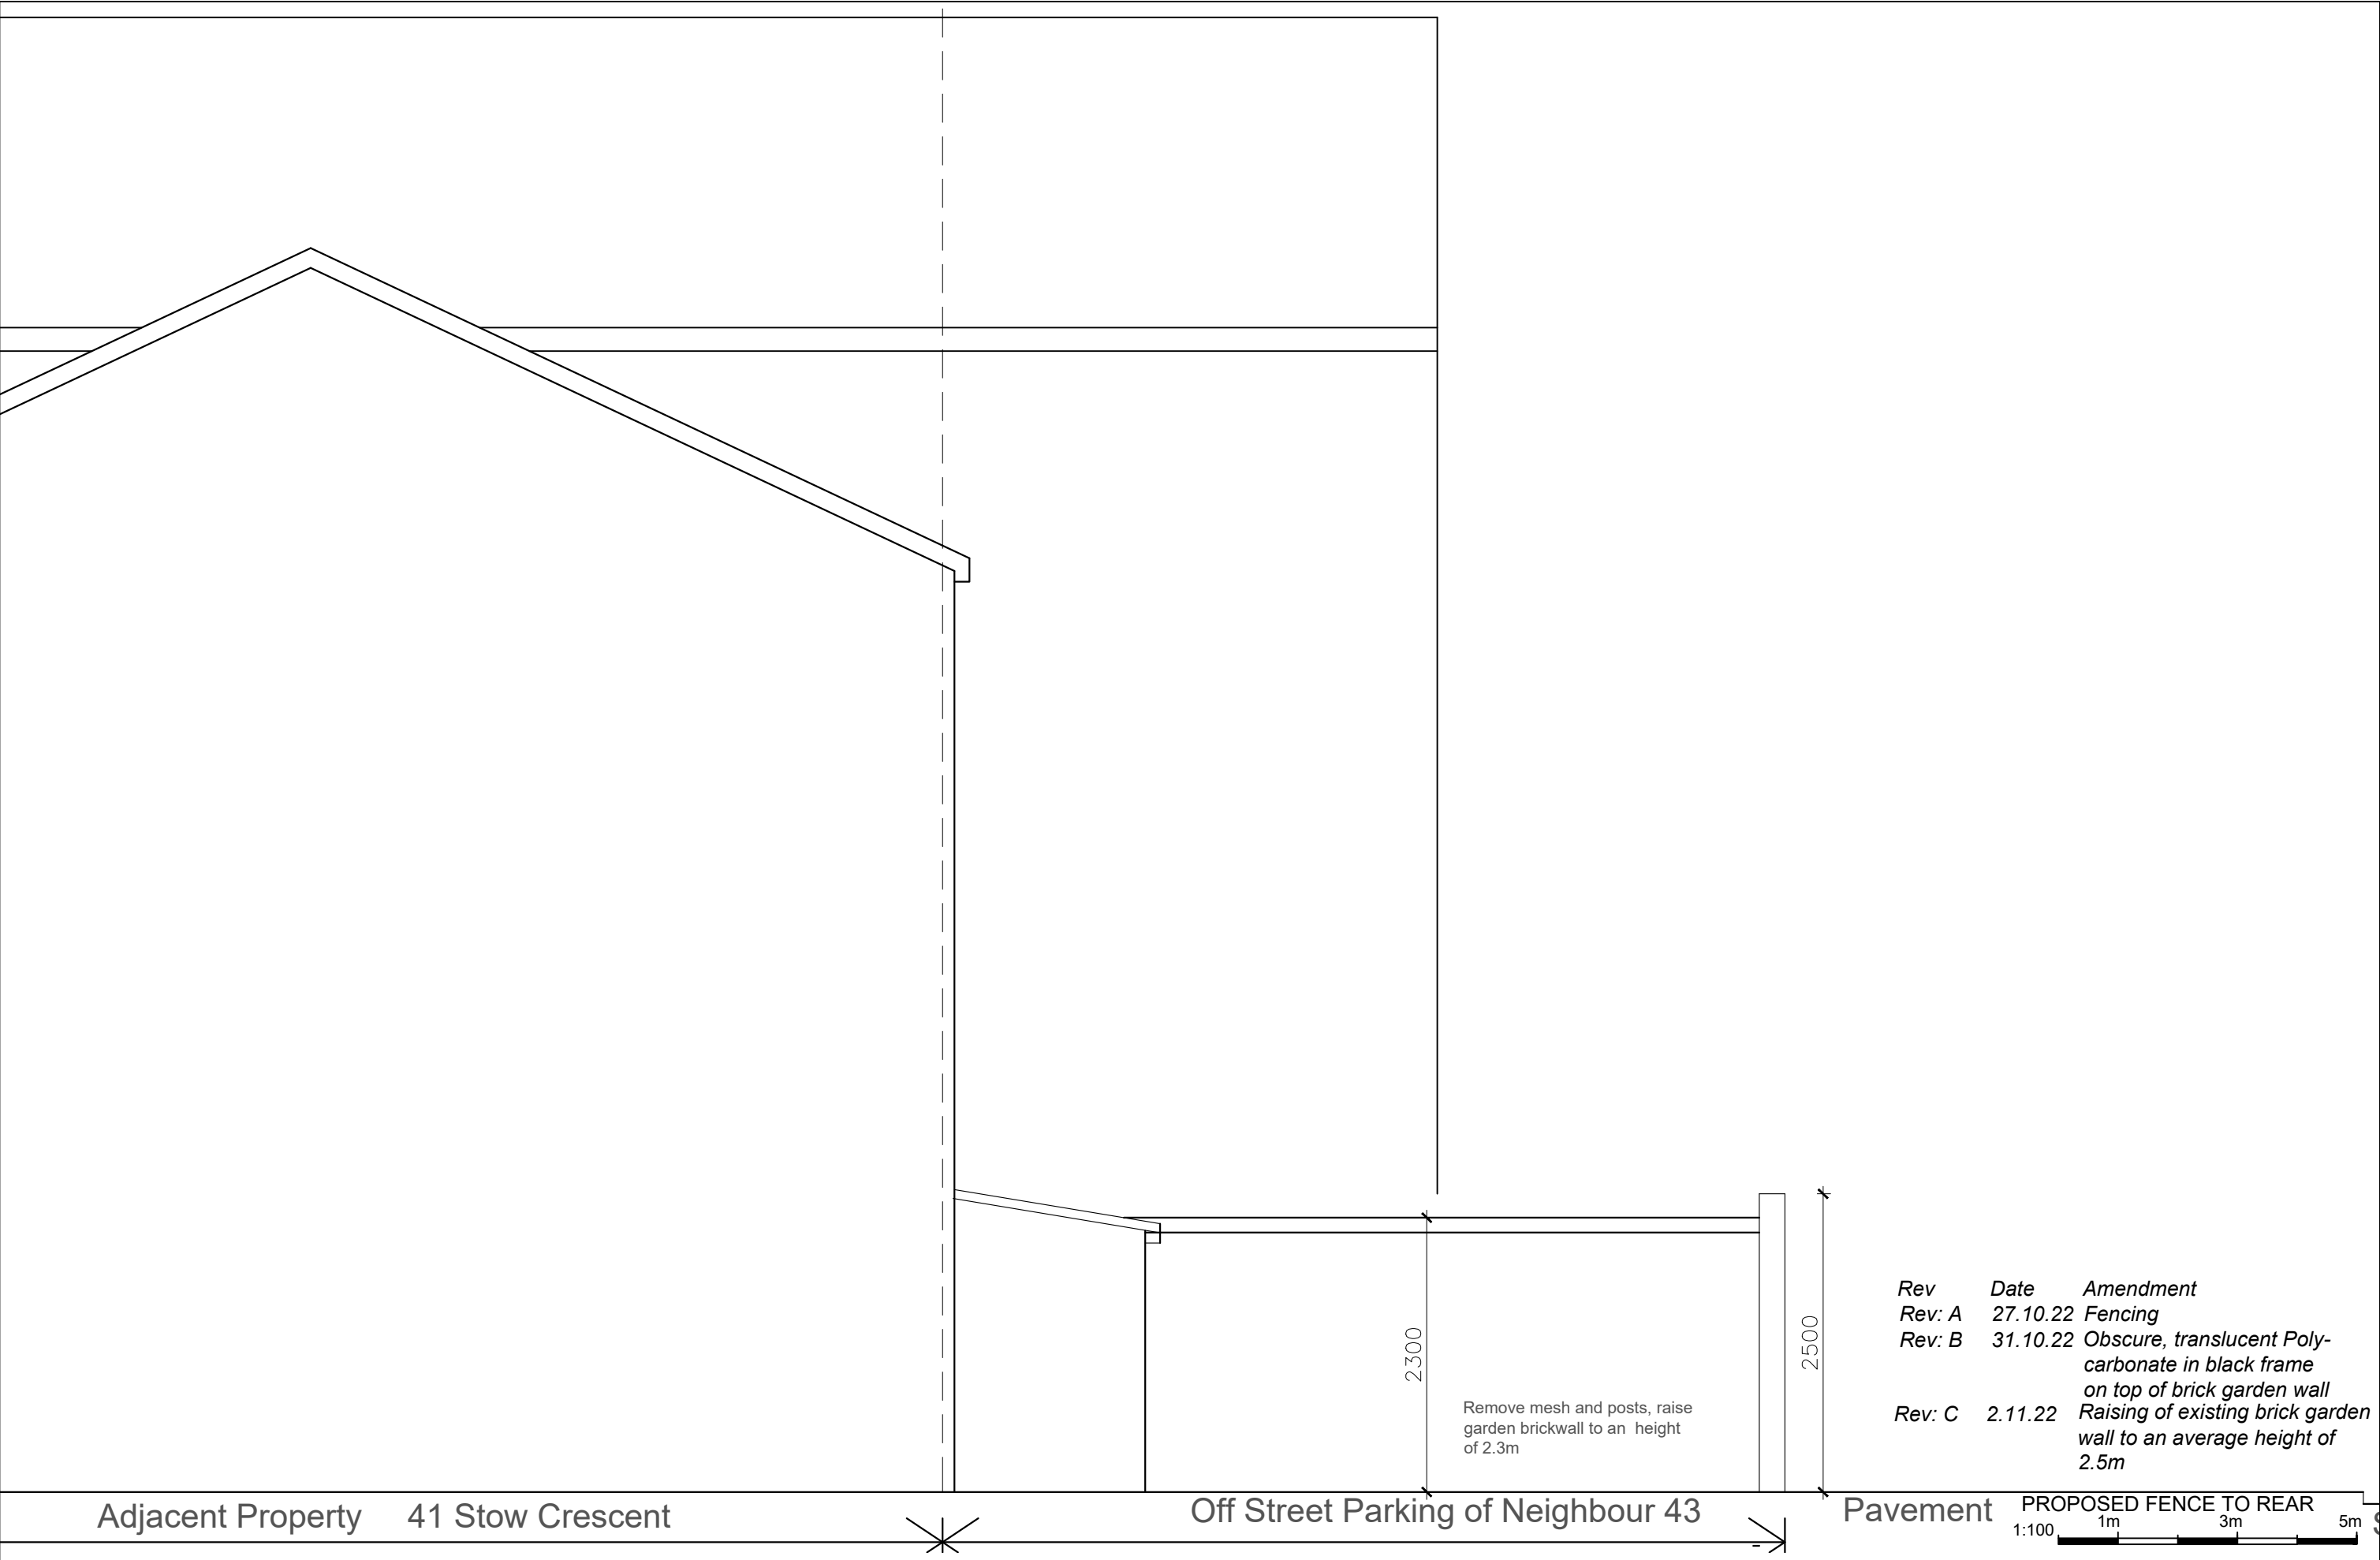 2300
2500
Remove mesh and posts, raise
garden brickwall to an height
of 2.3m
Rev Date Amendment
Rev: A 27.10.22 Fencing
Rev: B 31.10.22 Obscure, translucent Poly-
carbonate in black frame
on top of brick garden wall
Rev: C 2.11.22 Raising of existing brick garden
wall to an average height of
2.5m
Adjacent Property 41 Stow Crescent
Off Street Parking of Neighbour 43
Pavement
PROPOSED FENCE TO REAR
1:100 1m 3m 5m